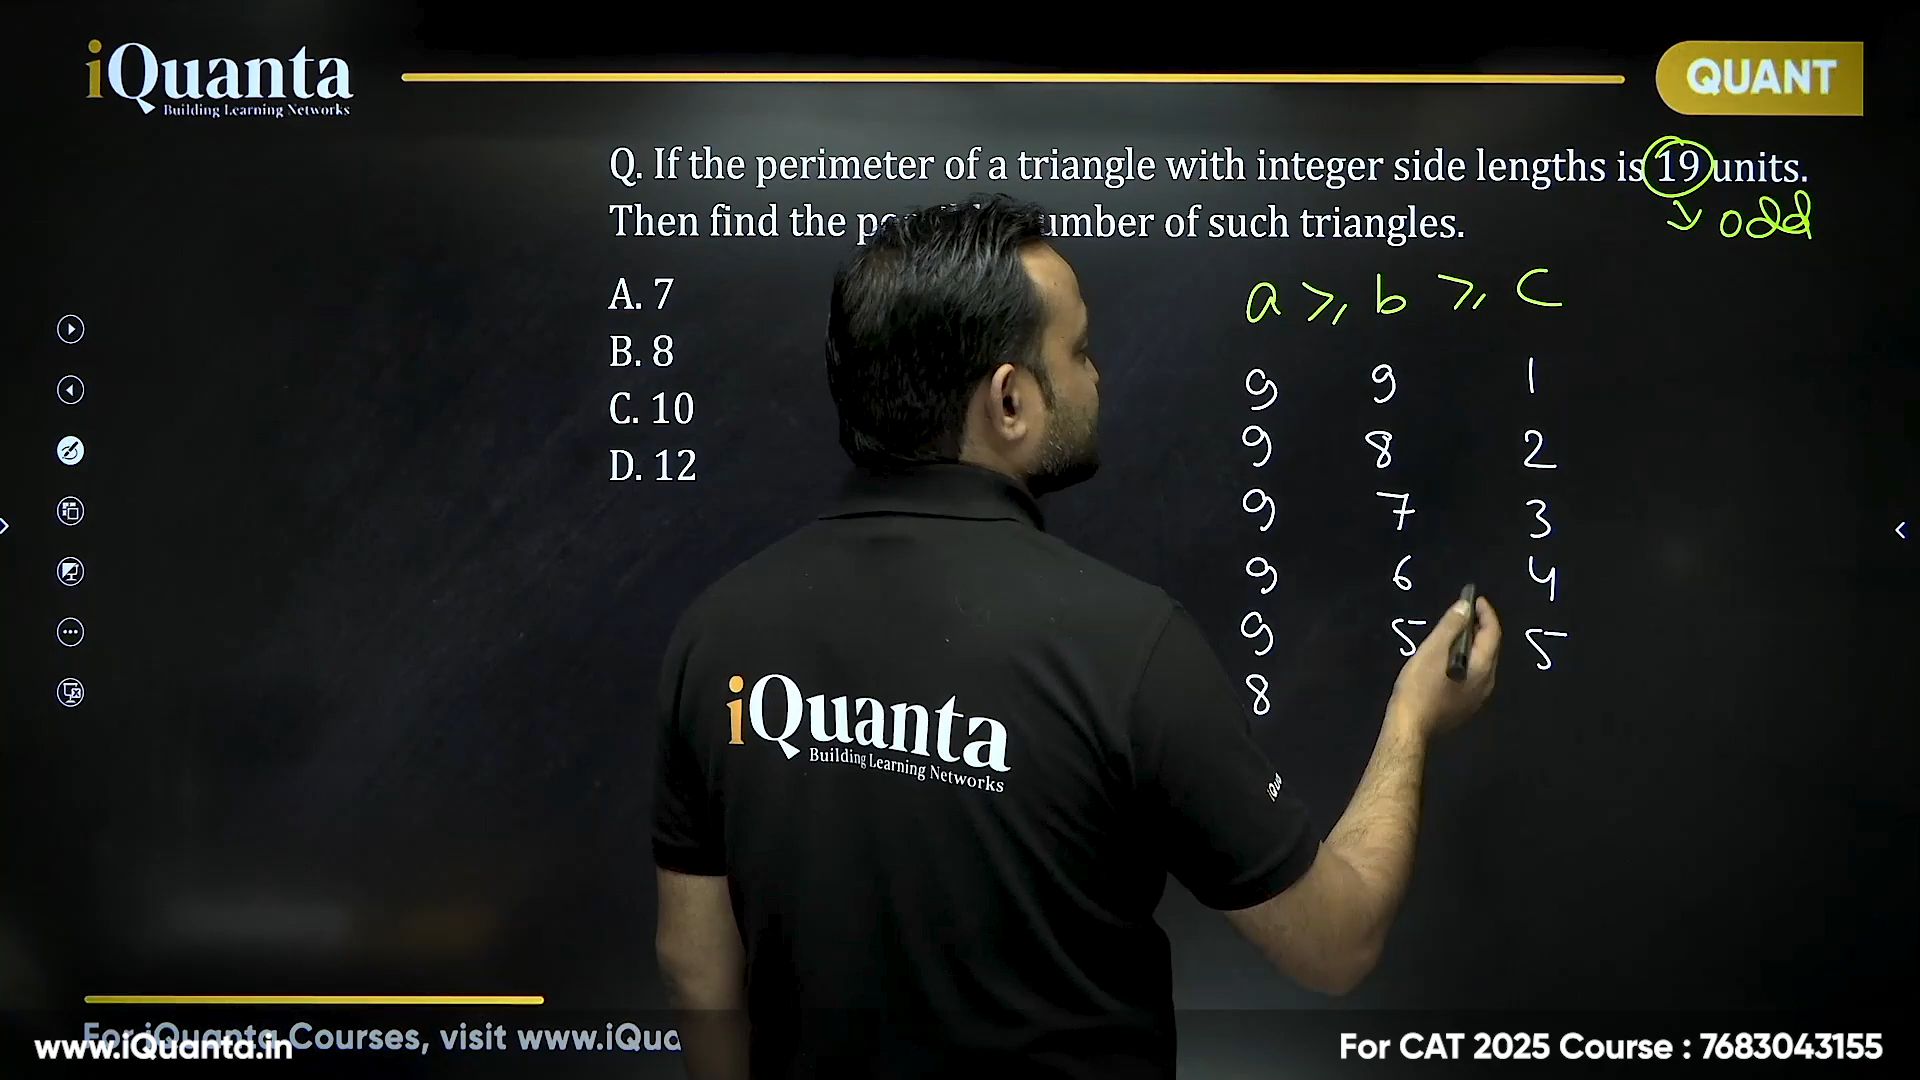 iQuanta
Building Learning Networks
QUANT
Q. If the perimeter of a triangle with integer side lengths is 19 units.
Then find the number of such triangles.
→ odd
A. 7
B. 8
C. 10
D. 12
a ≥ b ≥ c
9 9 1
9 8 2
9 7 3
9 6 4
9 5 5
8
iQuanta
Building Learning Networks
For iQuanta Courses, visit www.iQua
www.iQuanta.in
For CAT 2025 Course : 7683043155